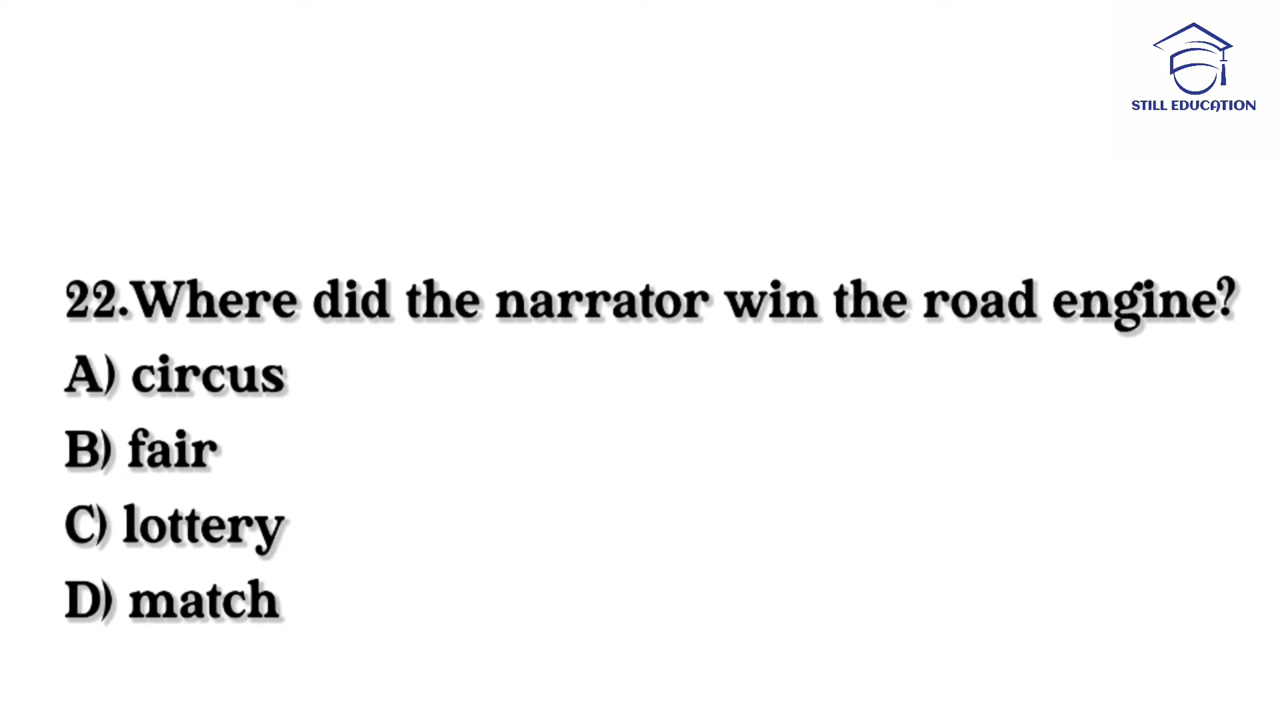 STILL EDUCATION
22.Where did the narrator win the road engine?
A) circus
B) fair
C) lottery
D) match